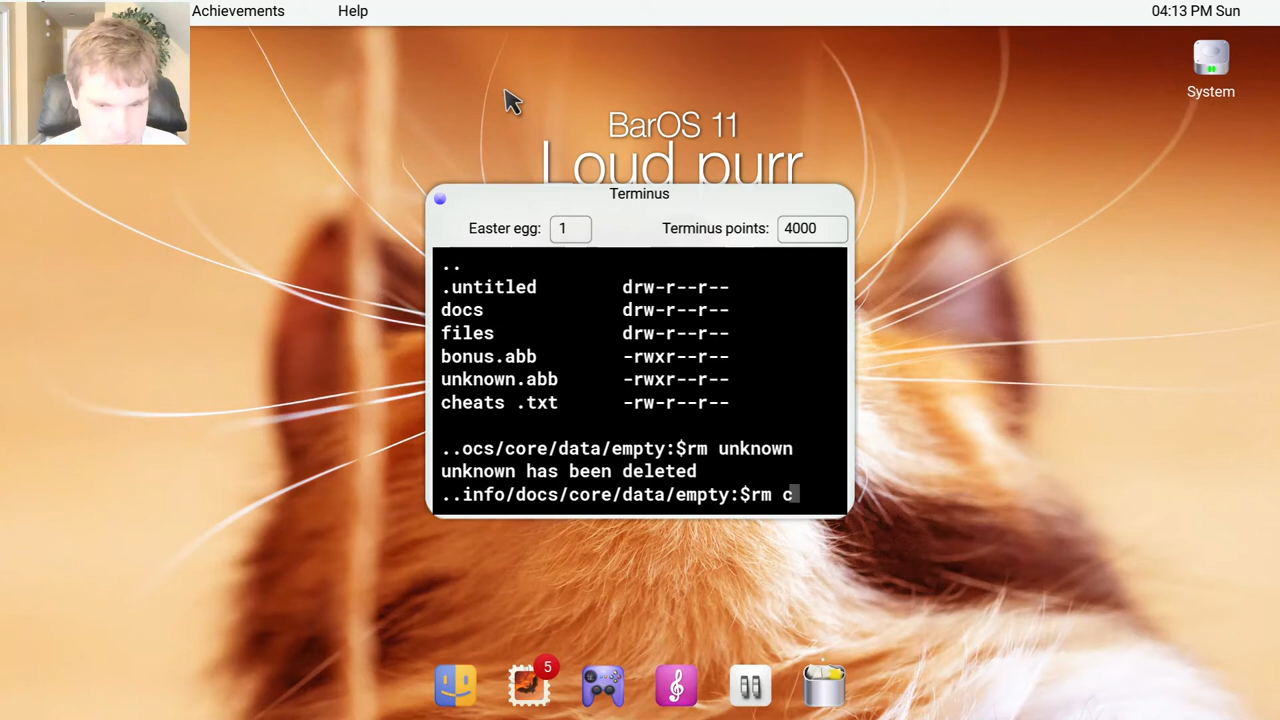 Achievements Help 04:13 PM Sun
System
BarOS 11
Loud purr
Terminus
Easter egg: 1 Terminus points: 4000
..
.untitled drw-r--r--
docs drw-r--r--
files drw-r--r--
bonus.abb -rwxr--r--
unknown.abb -rwxr--r--
cheats .txt -rw-r--r--
..ocs/core/data/empty:$rm unknown
unknown has been deleted
..info/docs/core/data/empty:$rm c
5